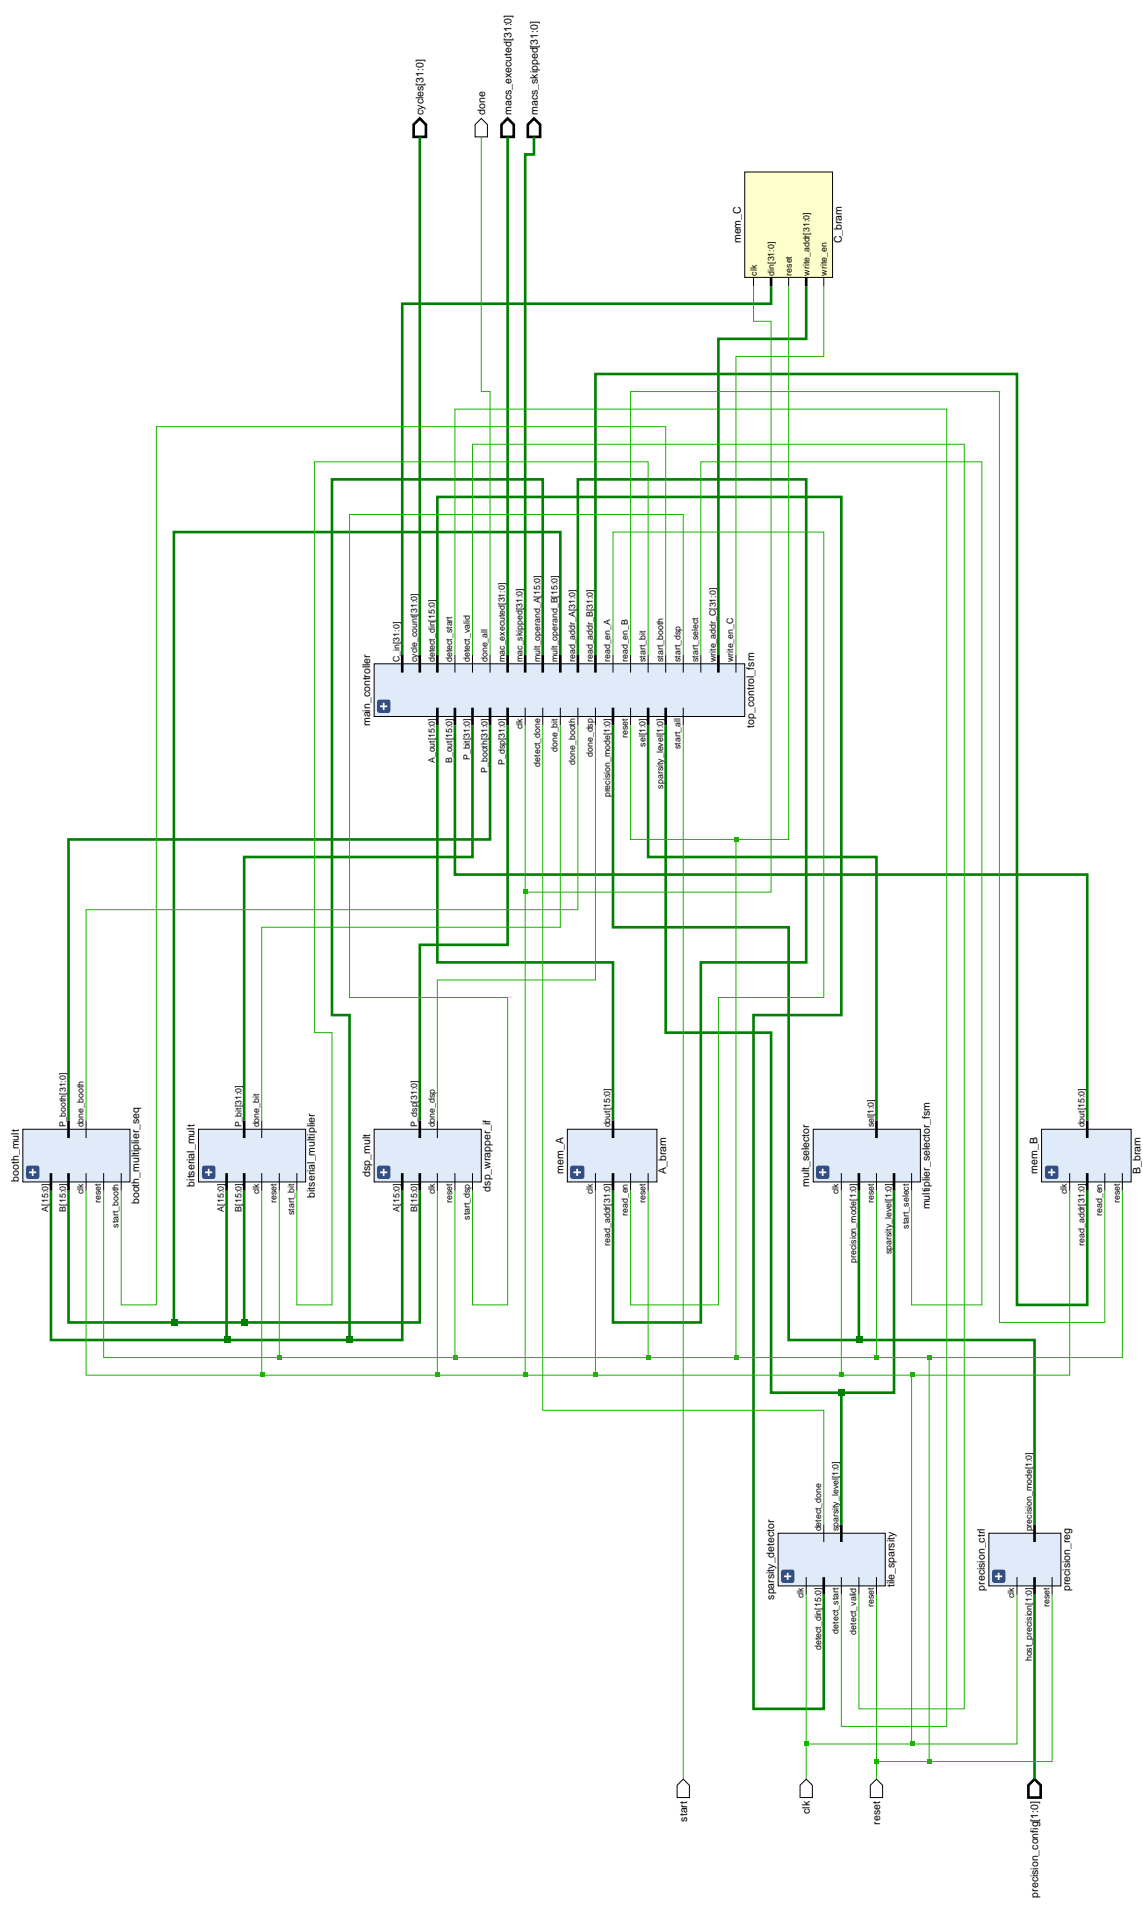 cycles[31:0]
done
macs_executed[31:0]
macs_skipped[31:0]
mem_C
clk
din[31:0]
reset
write_addr[31:0]
write_en
C_bram
main_controller
C_in[31:0]
cycle_count[31:0]
detect_din[15:0]
detect_start
detect_valid
done_all
mac_executed[31:0]
mac_skipped[31:0]
mult_operand_A[15:0]
mult_operand_B[15:0]
read_addr_A[31:0]
read_addr_B[31:0]
read_en_A
read_en_B
start_bit
start_booth
start_dsp
start_select
write_addr_C[31:0]
write_en_C
A_out[15:0]
B_out[15:0]
P_bit[31:0]
P_booth[31:0]
P_dsp[31:0]
clk
detect_done
done_bit
done_booth
done_dsp
precision_mode[1:0]
reset
sel[1:0]
sparsity_level[1:0]
start_all
top_control_fsm
booth_mult
P_booth[31:0]
done_booth
A[15:0]
B[15:0]
clk
reset
start_booth
booth_multiplier_seq
bitserial_mult
P_bit[31:0]
done_bit
A[15:0]
B[15:0]
clk
reset
start_bit
bitserial_multiplier
dsp_mult
P_dsp[31:0]
done_dsp
A[15:0]
B[15:0]
clk
reset
start_dsp
dsp_wrapper_if
mem_A
dout[15:0]
clk
read_addr[31:0]
read_en
reset
A_bram
mult_selector
sel[1:0]
clk
precision_mode[1:0]
reset
sparsity_level[1:0]
start_select
multiplier_selector_fsm
mem_B
dout[15:0]
clk
read_addr[31:0]
read_en
reset
B_bram
sparsity_detector
detect_done
sparsity_level[1:0]
clk
detect_din[15:0]
detect_start
detect_valid
reset
tile_sparsity
precision_ctrl
precision_mode[1:0]
clk
host_precision[1:0]
reset
precision_reg
start
clk
reset
precision_config[1:0]